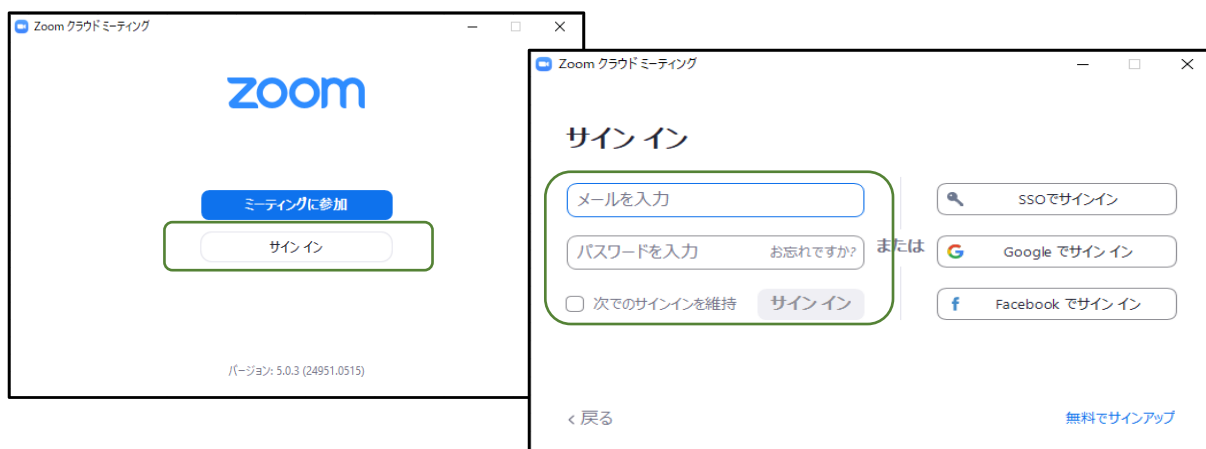 Zoom クラウド ミーティング
zoom
ミーティングに参加
サイン イン
バージョン: 5.0.3 (24951.0515)
Zoom クラウド ミーティング
サイン イン
メールを入力
パスワードを入力 お忘れですか?
次でのサインインを維持 サイン イン
または
SSOでサインイン
Google でサイン イン
Facebook でサイン イン
< 戻る
無料でサインアップ